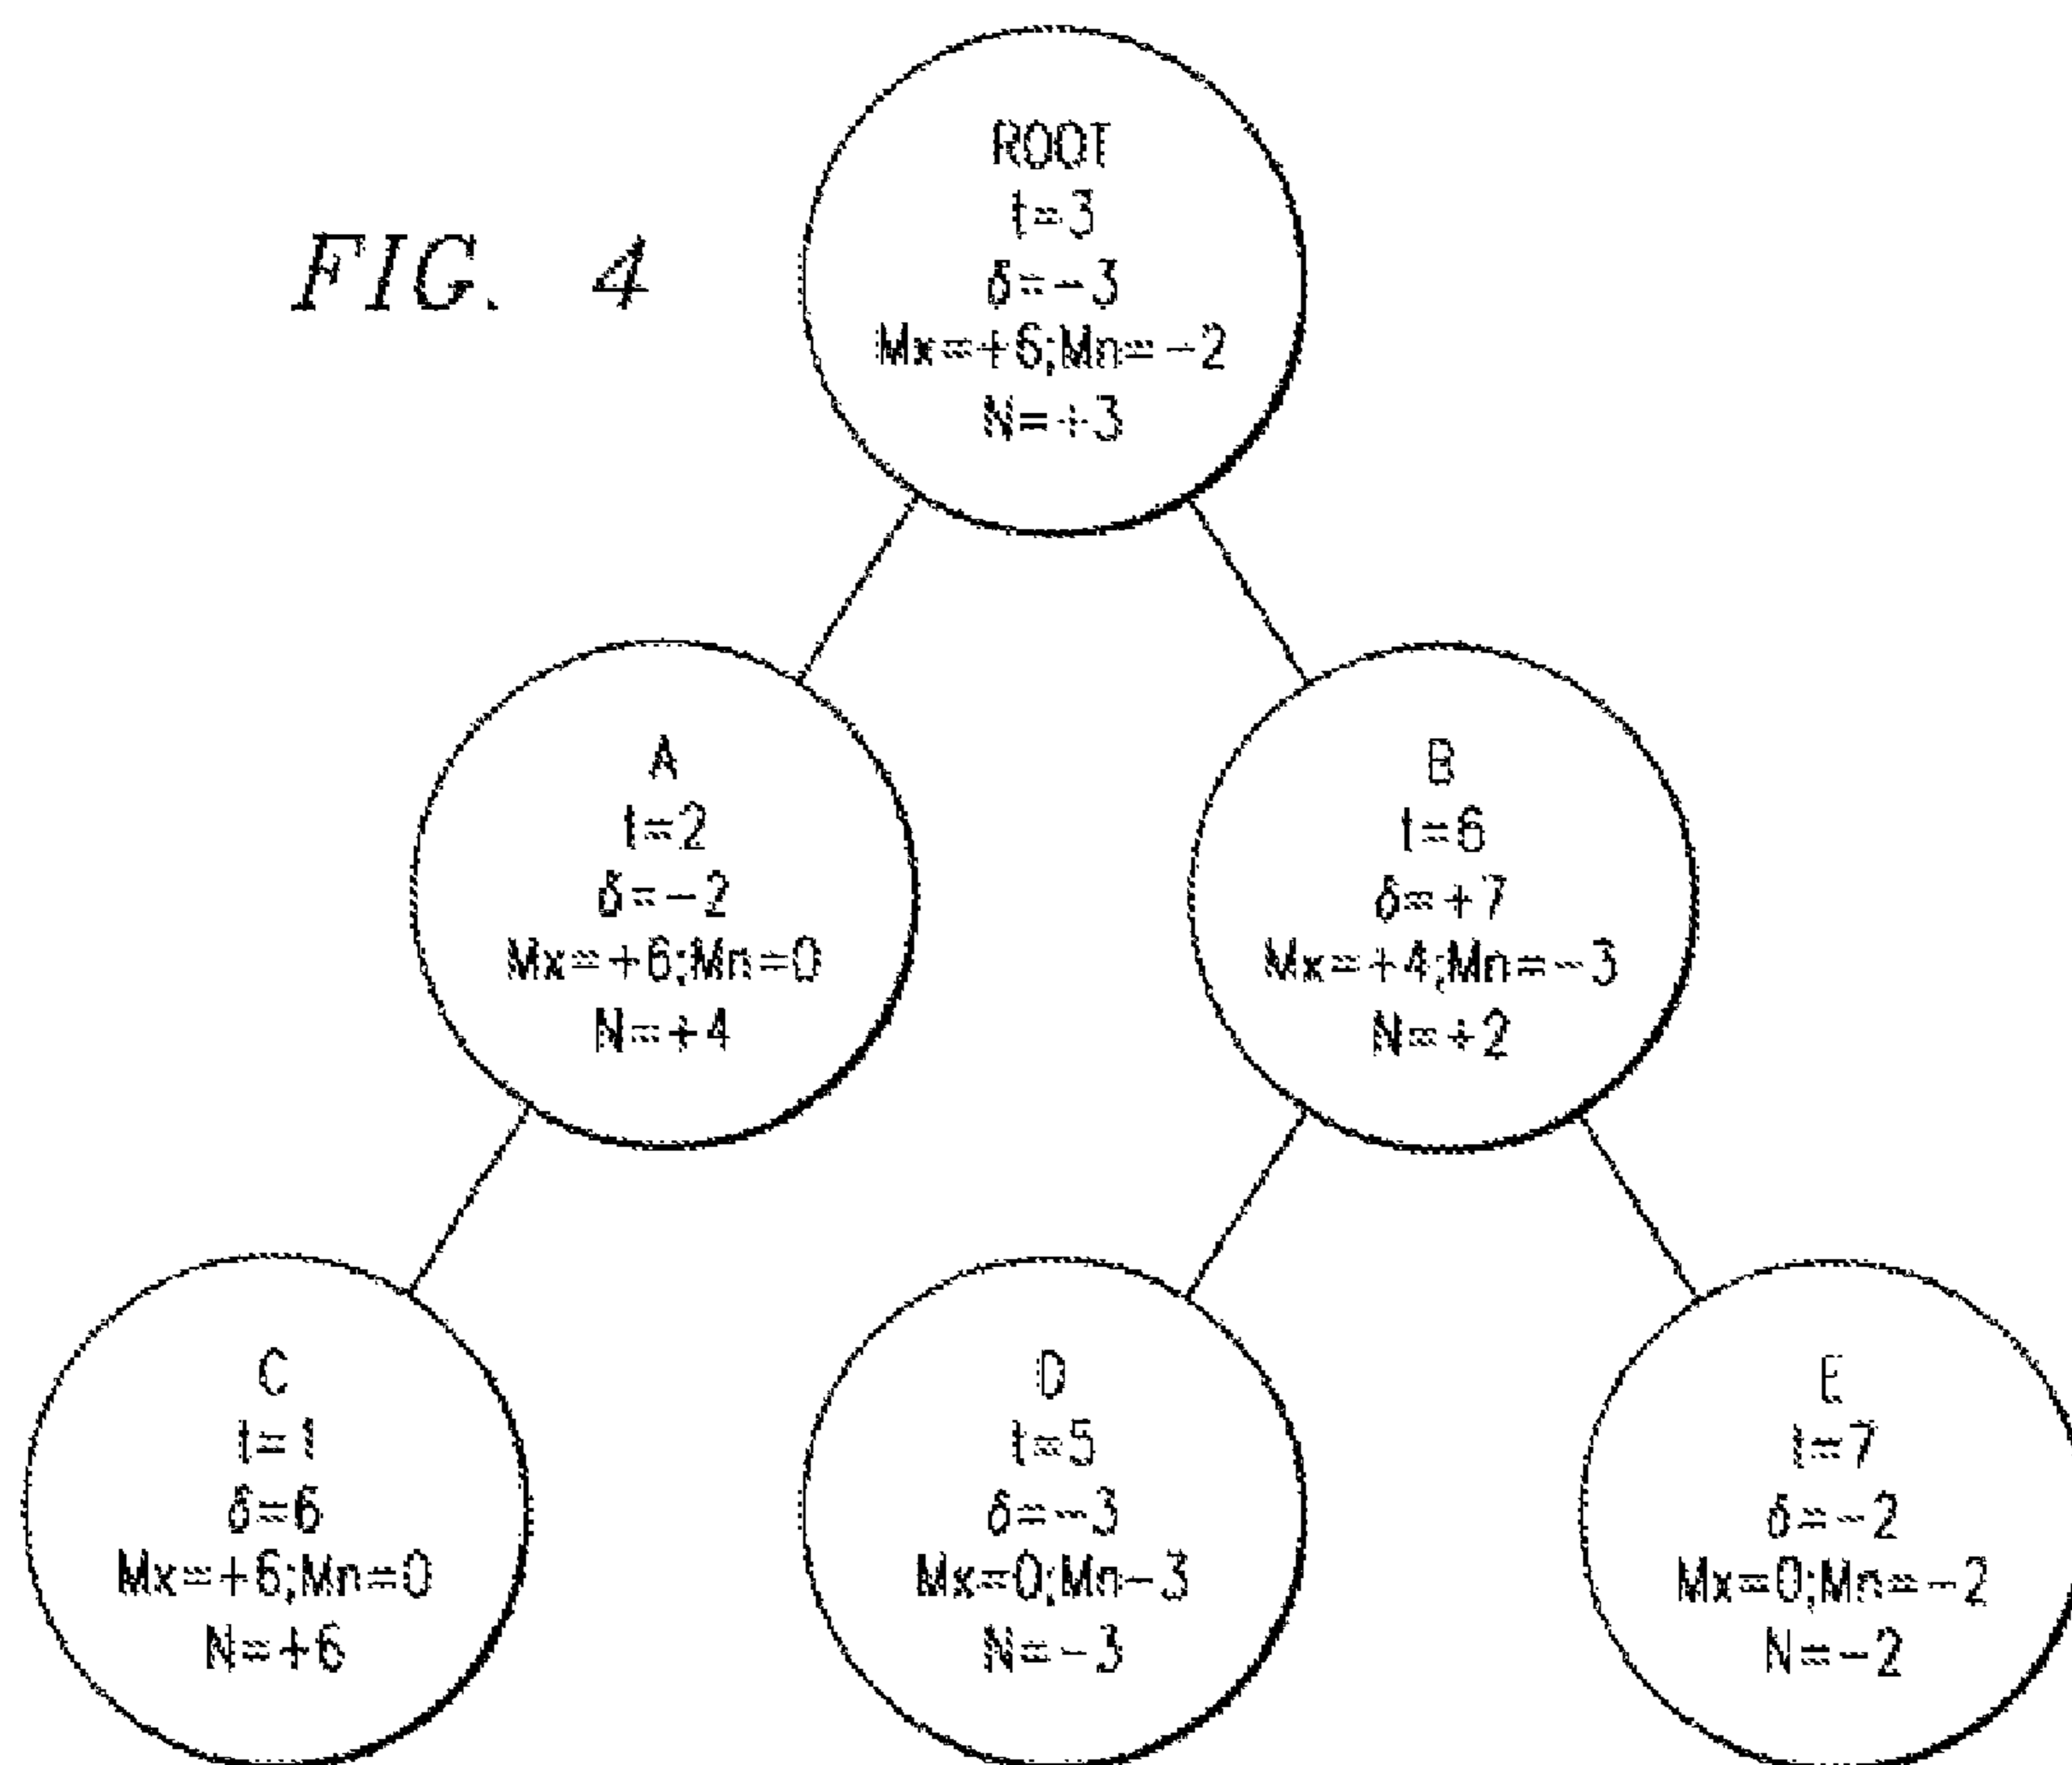 FIG. 4
ROOT
t=3
δ=-3
Mx=+6;Mn=-2
N=+3
A
t=2
δ=-2
Mx=+6;Mn=0
N=+4
B
t=6
δ=+7
Mx=+4;Mn=-3
N=+2
C
t=1
δ=6
Mx=+6;Mn=0
N=+6
D
t=5
δ=-3
Mx=0;Mn-3
N=-3
E
t=7
δ=-2
Mx=0;Mn=-2
N=-2